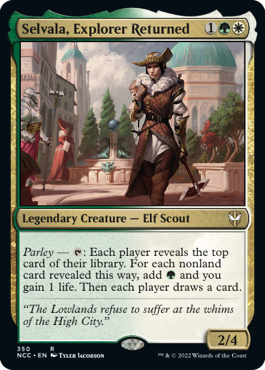 Selvala, Explorer Returned 1
Legendary Creature — Elf Scout
Parley — : Each player reveals the top
card of their library. For each nonland
card revealed this way, add and you
gain 1 life. Then each player draws a card.
“The Lowlands refuse to suffer at the whims
of the High City.”
2/4
350 R
NCC • EN Tyler Jacobson
™ & © 2022 Wizards of the Coast